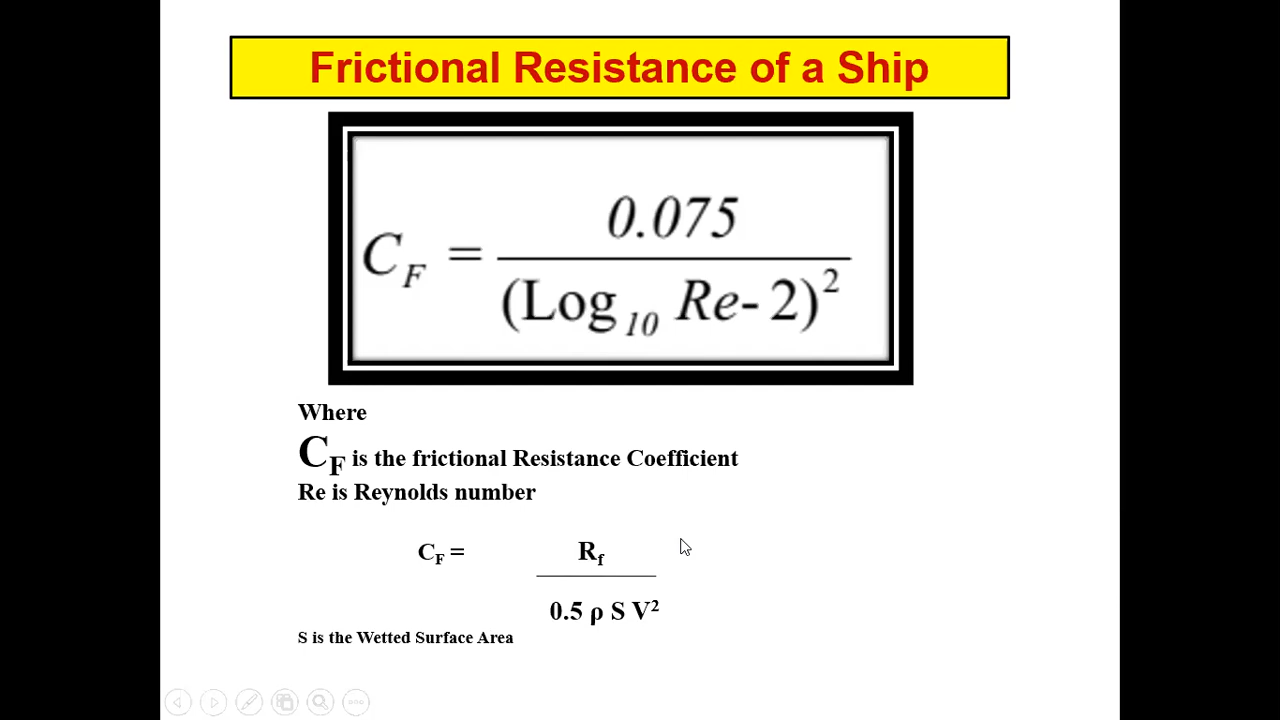 Frictional Resistance of a Ship
C_F = 0.075
(Log₁₀ Re- 2)²
Where
C_F is the frictional Resistance Coefficient
Re is Reynolds number
C_F = R_f
0.5 ρ S V²
S is the Wetted Surface Area